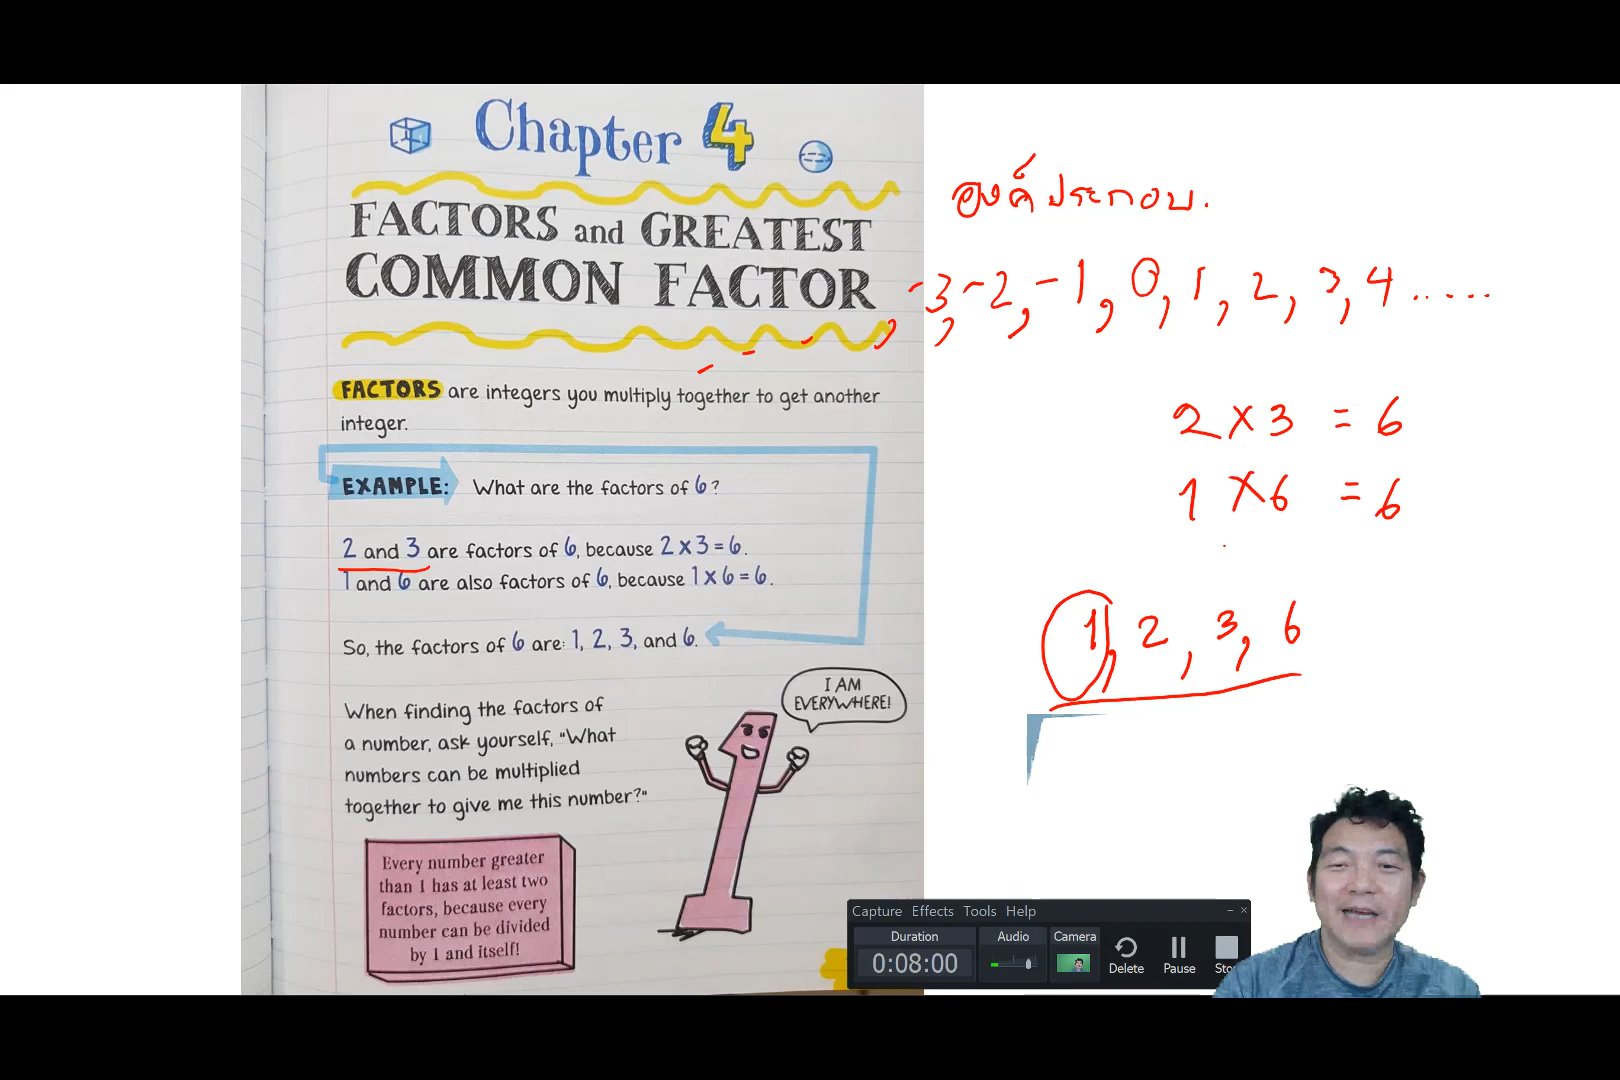 Chapter 4
FACTORS and GREATEST
COMMON FACTOR
FACTORS are integers you multiply together to get another
integer.
EXAMPLE: What are the factors of 6?
2 and 3 are factors of 6, because 2 x 3 = 6.
1 and 6 are also factors of 6, because 1 x 6 = 6.
So, the factors of 6 are: 1, 2, 3, and 6.
When finding the factors of
a number, ask yourself, "What
numbers can be multiplied
together to give me this number?"
I AM
EVERYWHERE!
Every number greater
than 1 has at least two
factors, because every
number can be divided
by 1 and itself!
องค์ประกอบ.
-3, -2, -1, 0, 1, 2, 3, 4 .....
2 x 3 = 6
1 x 6 = 6
1, 2, 3, 6
Capture Effects Tools Help
Duration Audio Camera
0:08:00
Delete Pause